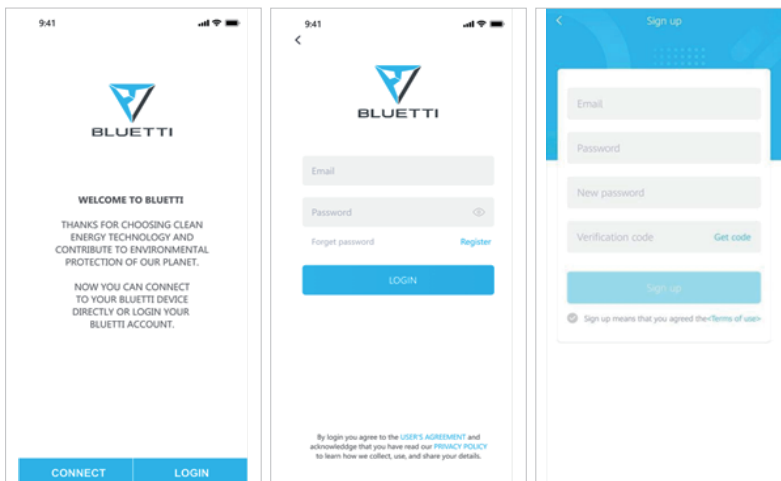 9:41
BLUETTI
WELCOME TO BLUETTI
THANKS FOR CHOOSING CLEAN
ENERGY TECHNOLOGY AND
CONTRIBUTE TO ENVIRONMENTAL
PROTECTION OF OUR PLANET.
NOW YOU CAN CONNECT
TO YOUR BLUETTI DEVICE
DIRECTLY OR LOGIN YOUR
BLUETTI ACCOUNT.
CONNECT LOGIN
9:41
BLUETTI
Email
Password
Forget password Register
LOGIN
By login you agree to the USER'S AGREEMENT and
acknowleddge that you have read our PRIVACY POLICY
to learn how we collect, use, and share your details.
Sign up
Email
Password
New password
Verification code Get code
Sign up
Sign up means that you agreed the<Terms of use>